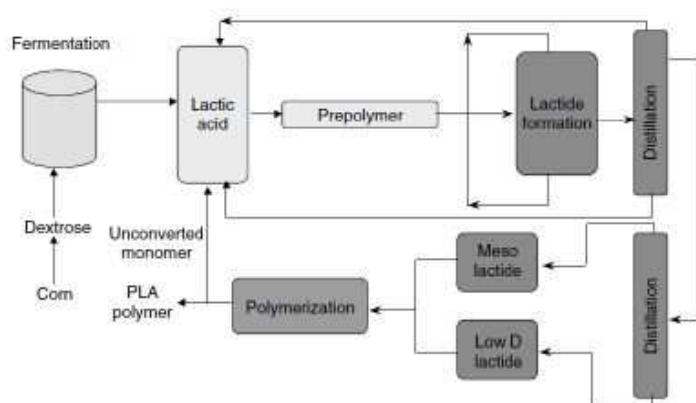 Fermentation
Lactic
acid
Prepolymer
Lactide
formation
Distillation
Dextrose
Corn
Unconverted
monomer
PLA
polymer
Polymerization
Meso
lactide
Low D
lactide
Distillation